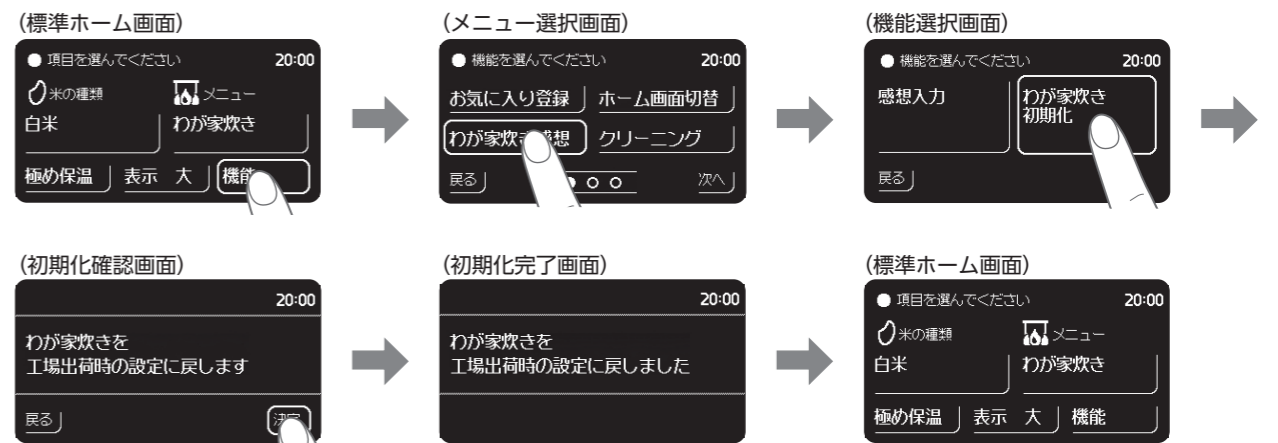 (標準ホーム画面)
● 項目を選んでください 20:00
米の種類 メニュー
白米 わが家炊き
極め保温 表示 大 機能
(メニュー選択画面)
● 機能を選んでください 20:00
お気に入り登録 ホーム画面切替
わが家炊き感想 クリーニング
戻る 次へ
(機能選択画面)
● 機能を選んでください 20:00
感想入力 わが家炊き
初期化
戻る
(初期化確認画面)
20:00
わが家炊きを
工場出荷時の設定に戻します
戻る 決定
(初期化完了画面)
20:00
わが家炊きを
工場出荷時の設定に戻しました
(標準ホーム画面)
● 項目を選んでください 20:00
米の種類 メニュー
白米 わが家炊き
極め保温 表示 大 機能